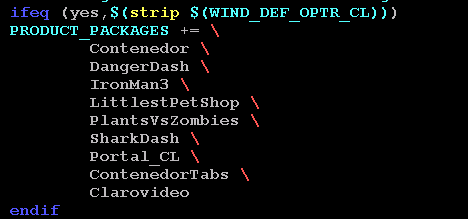 ifeq (yes,$(strip $(WIND_DEF_OPTR_CL)))
PRODUCT_PACKAGES += \
        Contenedor \
        DangerDash \
        IronMan3 \
        LittlestPetShop \
        PlantsVsZombies \
        SharkDash \
        Portal_CL \
        ContenedorTabs \
        Clarovideo
endif